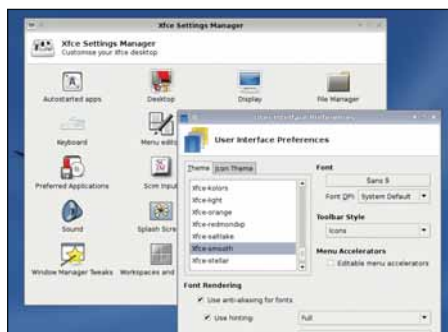 Xfce Settings Manager
Xfce Settings Manager
Customise your Xfce desktop
Autostarted apps
Desktop
Display
File Manager
Keyboard
Menu
Preferred Applications
Scim Input
Sound
Splash
Window Manager Tweaks
Workspaces and
User Interface Preferences
User Interface Preferences
Theme
Icon Theme
Xfce-kolors
Xfce-light
Xfce-orange
Xfce-redmondxp
Xfce-saltlake
Xfce-smooth
Xfce-stellar
Font
Sans 9
Font DPI:
System Default
Toolbar Style
Icons
Menu Accelerators
Editable menu accelerators
Font Rendering
Use anti-aliasing for fonts
Use hinting:
Full